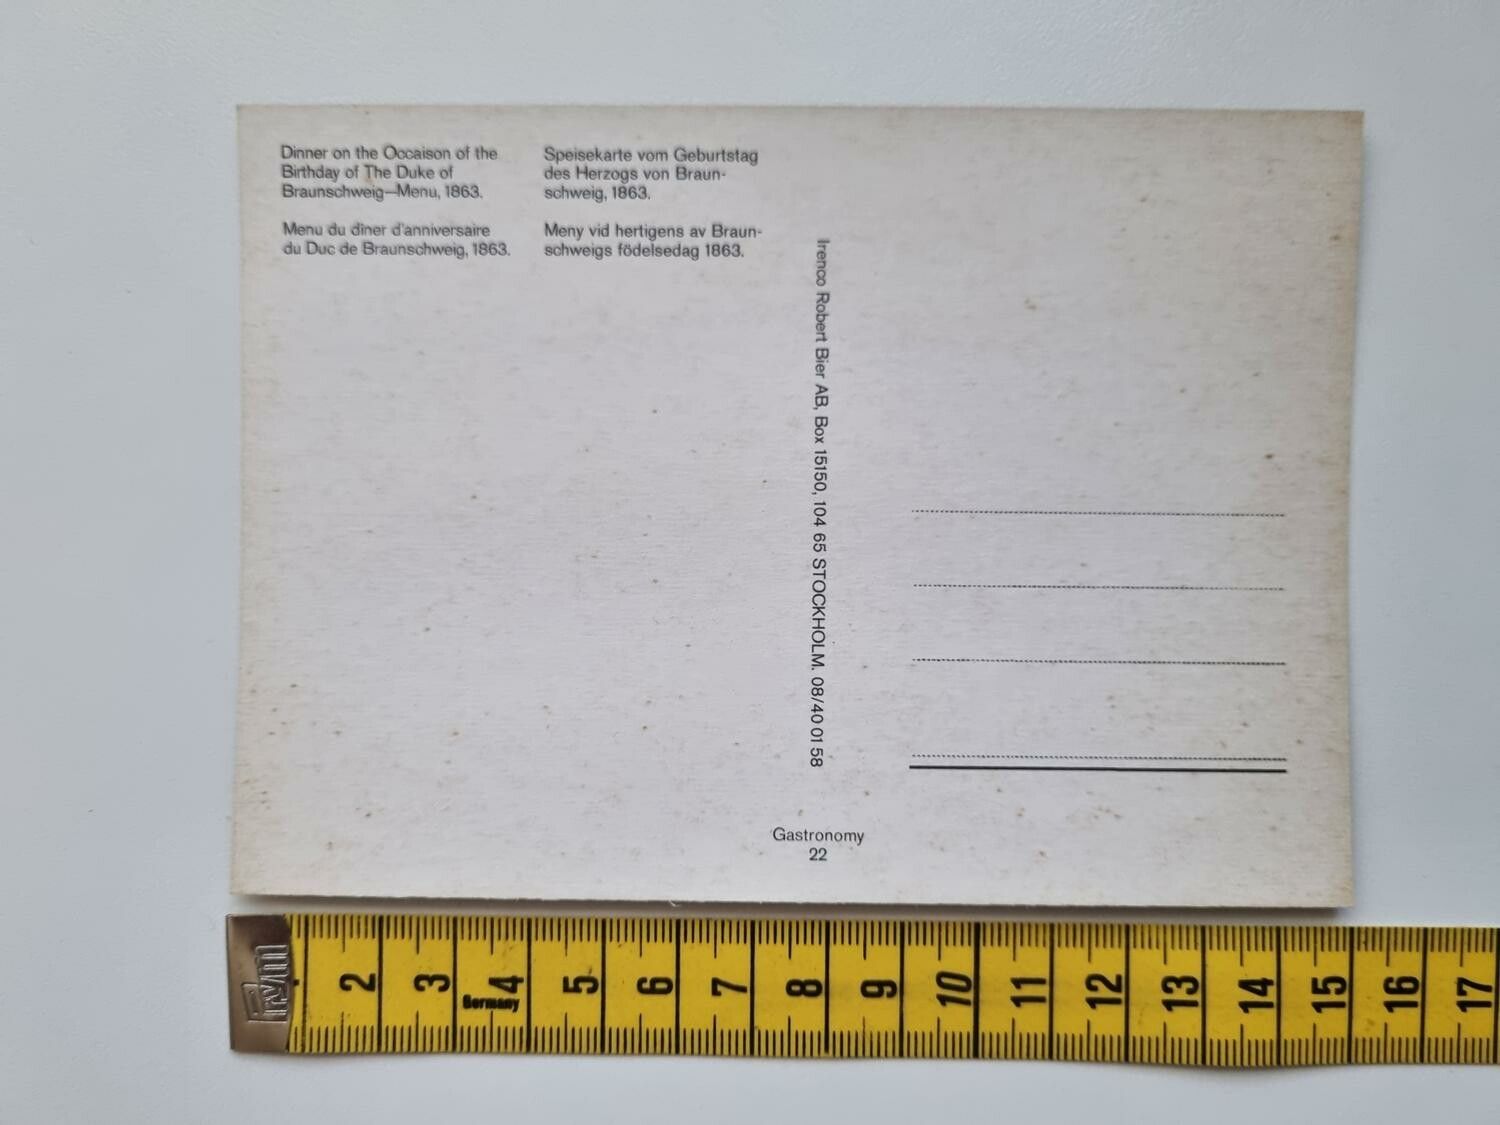 Dinner on the Occaison of the
Birthday of The Duke of
Braunschweig—Menu, 1863.
Menu du dîner d'anniversaire
du Duc de Braunschweig, 1863.
Speisekarte vom Geburtstag
des Herzogs von Braun-
schweig, 1863.
Meny vid hertigens av Braun-
schweigs födelsedag 1863.
Irenco Robert Bier AB, Box 15150, 104 65 STOCKHOLM. 08/40 01 58
Gastronomy
22
2 3 4 5 6 7 8 9 10 11 12 13 14 15 16 17
Germany